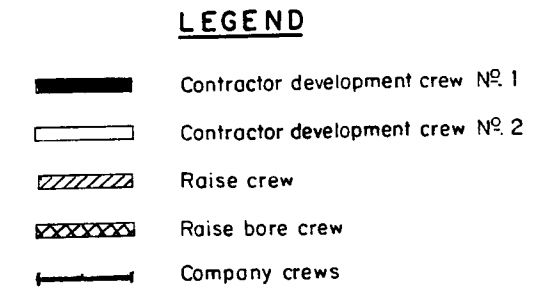 LEGEND
Contractor development crew Nº. 1
Contractor development crew Nº. 2
Raise crew
Raise bore crew
Company crews